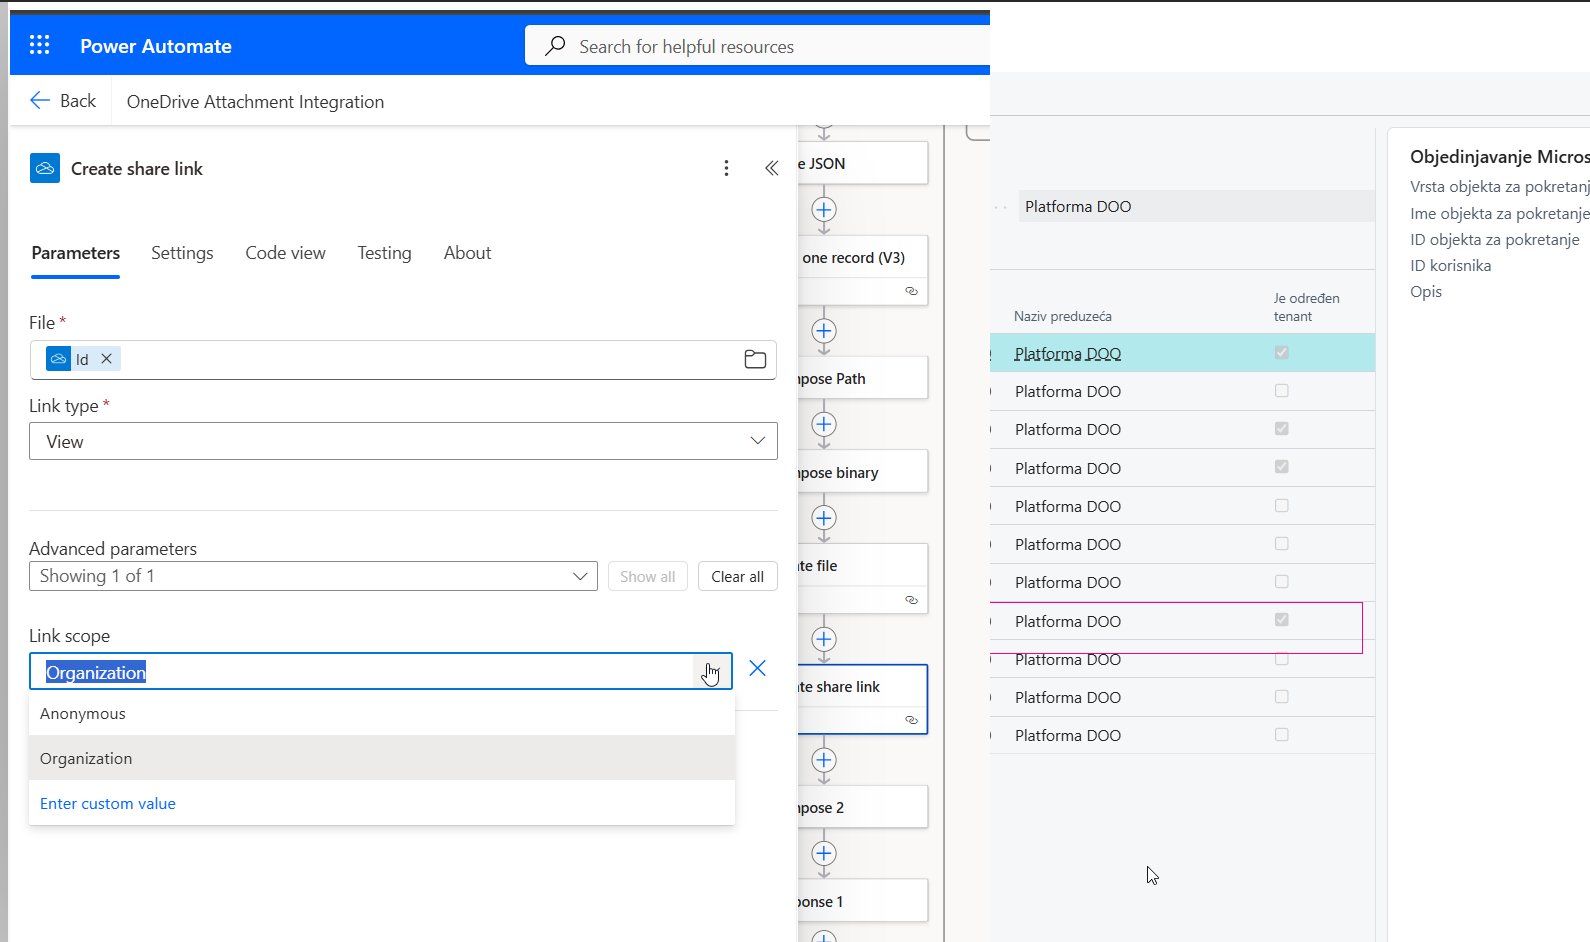 Power Automate
Search for helpful resources
Back
OneDrive Attachment Integration
Create share link
Parameters
Settings
Code view
Testing
About
File *
Id
Link type *
View
Advanced parameters
Showing 1 of 1
Show all
Clear all
Link scope
Organization
Anonymous
Organization
Enter custom value
e JSON
one record (V3)
pose Path
pose binary
te file
te share link
pose 2
onse 1
Platforma DOO
Naziv preduzeća
Je određen
tenant
Platforma DOO
Platforma DOO
Platforma DOO
Platforma DOO
Platforma DOO
Platforma DOO
Platforma DOO
Platforma DOO
Platforma DOO
Platforma DOO
Platforma DOO
Objedinjavanje Micros
Vrsta objekta za pokretanj
Ime objekta za pokretanje
ID objekta za pokretanje
ID korisnika
Opis